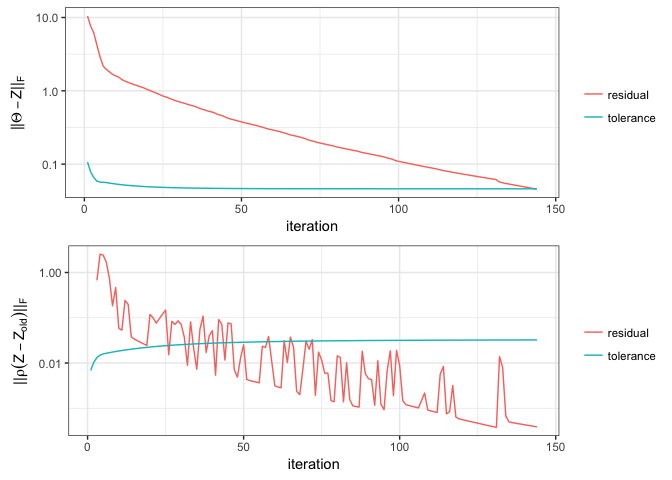 10.0
1.0
0.1
||Θ − Z||F
0
50
100
150
iteration
residual
tolerance
1.00
0.01
||ρ(Z − Zold)||F
0
50
100
150
iteration
residual
tolerance